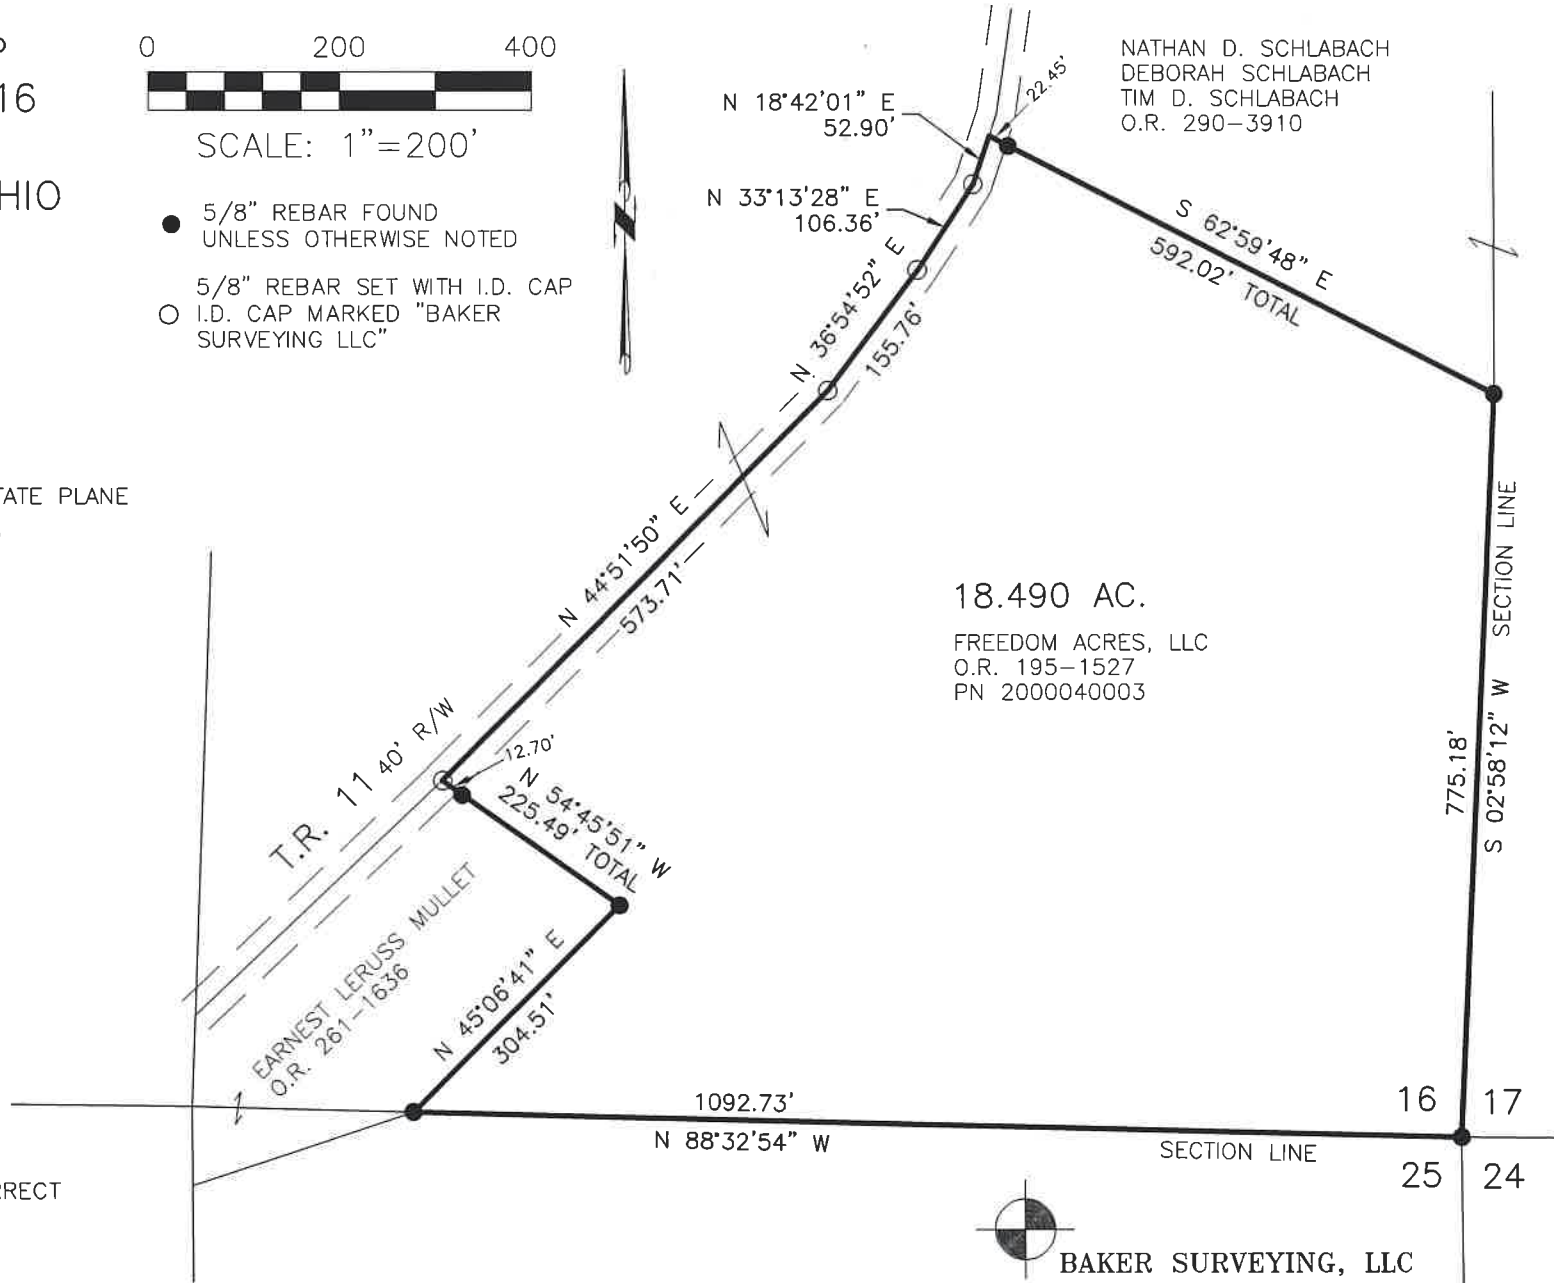 16
HIO
TATE PLANE
RRECT
0 200 400
SCALE: 1"=200'
5/8" REBAR FOUND
UNLESS OTHERWISE NOTED
5/8" REBAR SET WITH I.D. CAP
I.D. CAP MARKED "BAKER
SURVEYING LLC"
N 18°42'01" E
52.90'
22.45'
NATHAN D. SCHLABACH
DEBORAH SCHLABACH
TIM D. SCHLABACH
O.R. 290-3910
N 33°13'28" E
106.36'
S 62°59'48" E
592.02' TOTAL
N 36°54'52" E
155.76'
N 44°51'50" E
573.71'
18.490 AC.
FREEDOM ACRES, LLC
O.R. 195-1527
PN 2000040003
SECTION LINE
775.18'
S 02°58'12" W
T.R. 11 40' R/W
12.70'
N 54°45'51" W
225.49' TOTAL
EARNEST LERUSS MULLET
O.R. 261-1636
N 45°06'41" E
304.51'
1092.73'
N 88°32'54" W
SECTION LINE
16 17
25 24
BAKER SURVEYING, LLC